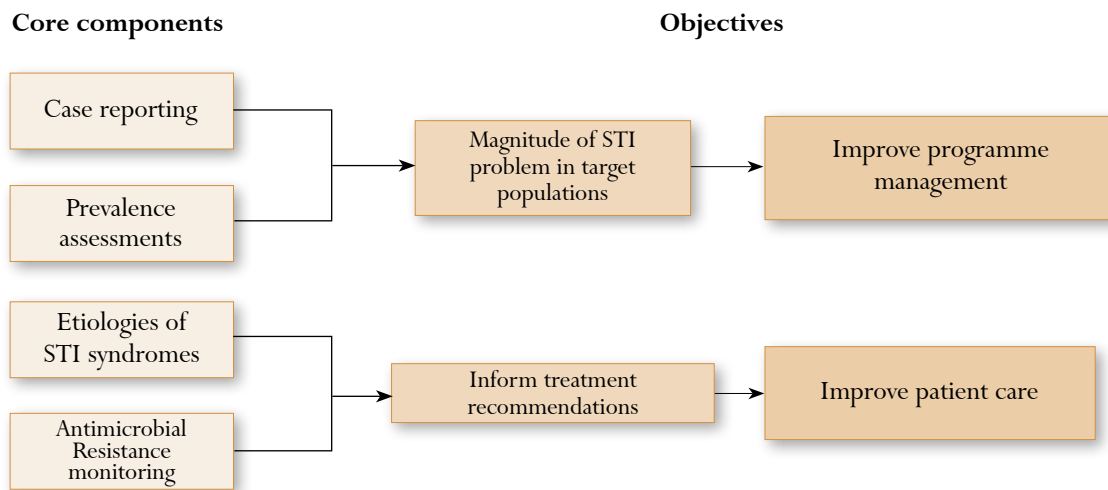 Core components
Objectives
Case reporting
Prevalence
assessments
Magnitude of STI
problem in target
populations
Improve programme
management
Etiologies of
STI syndromes
Antimicrobial
Resistance
monitoring
Inform treatment
recommendations
Improve patient care